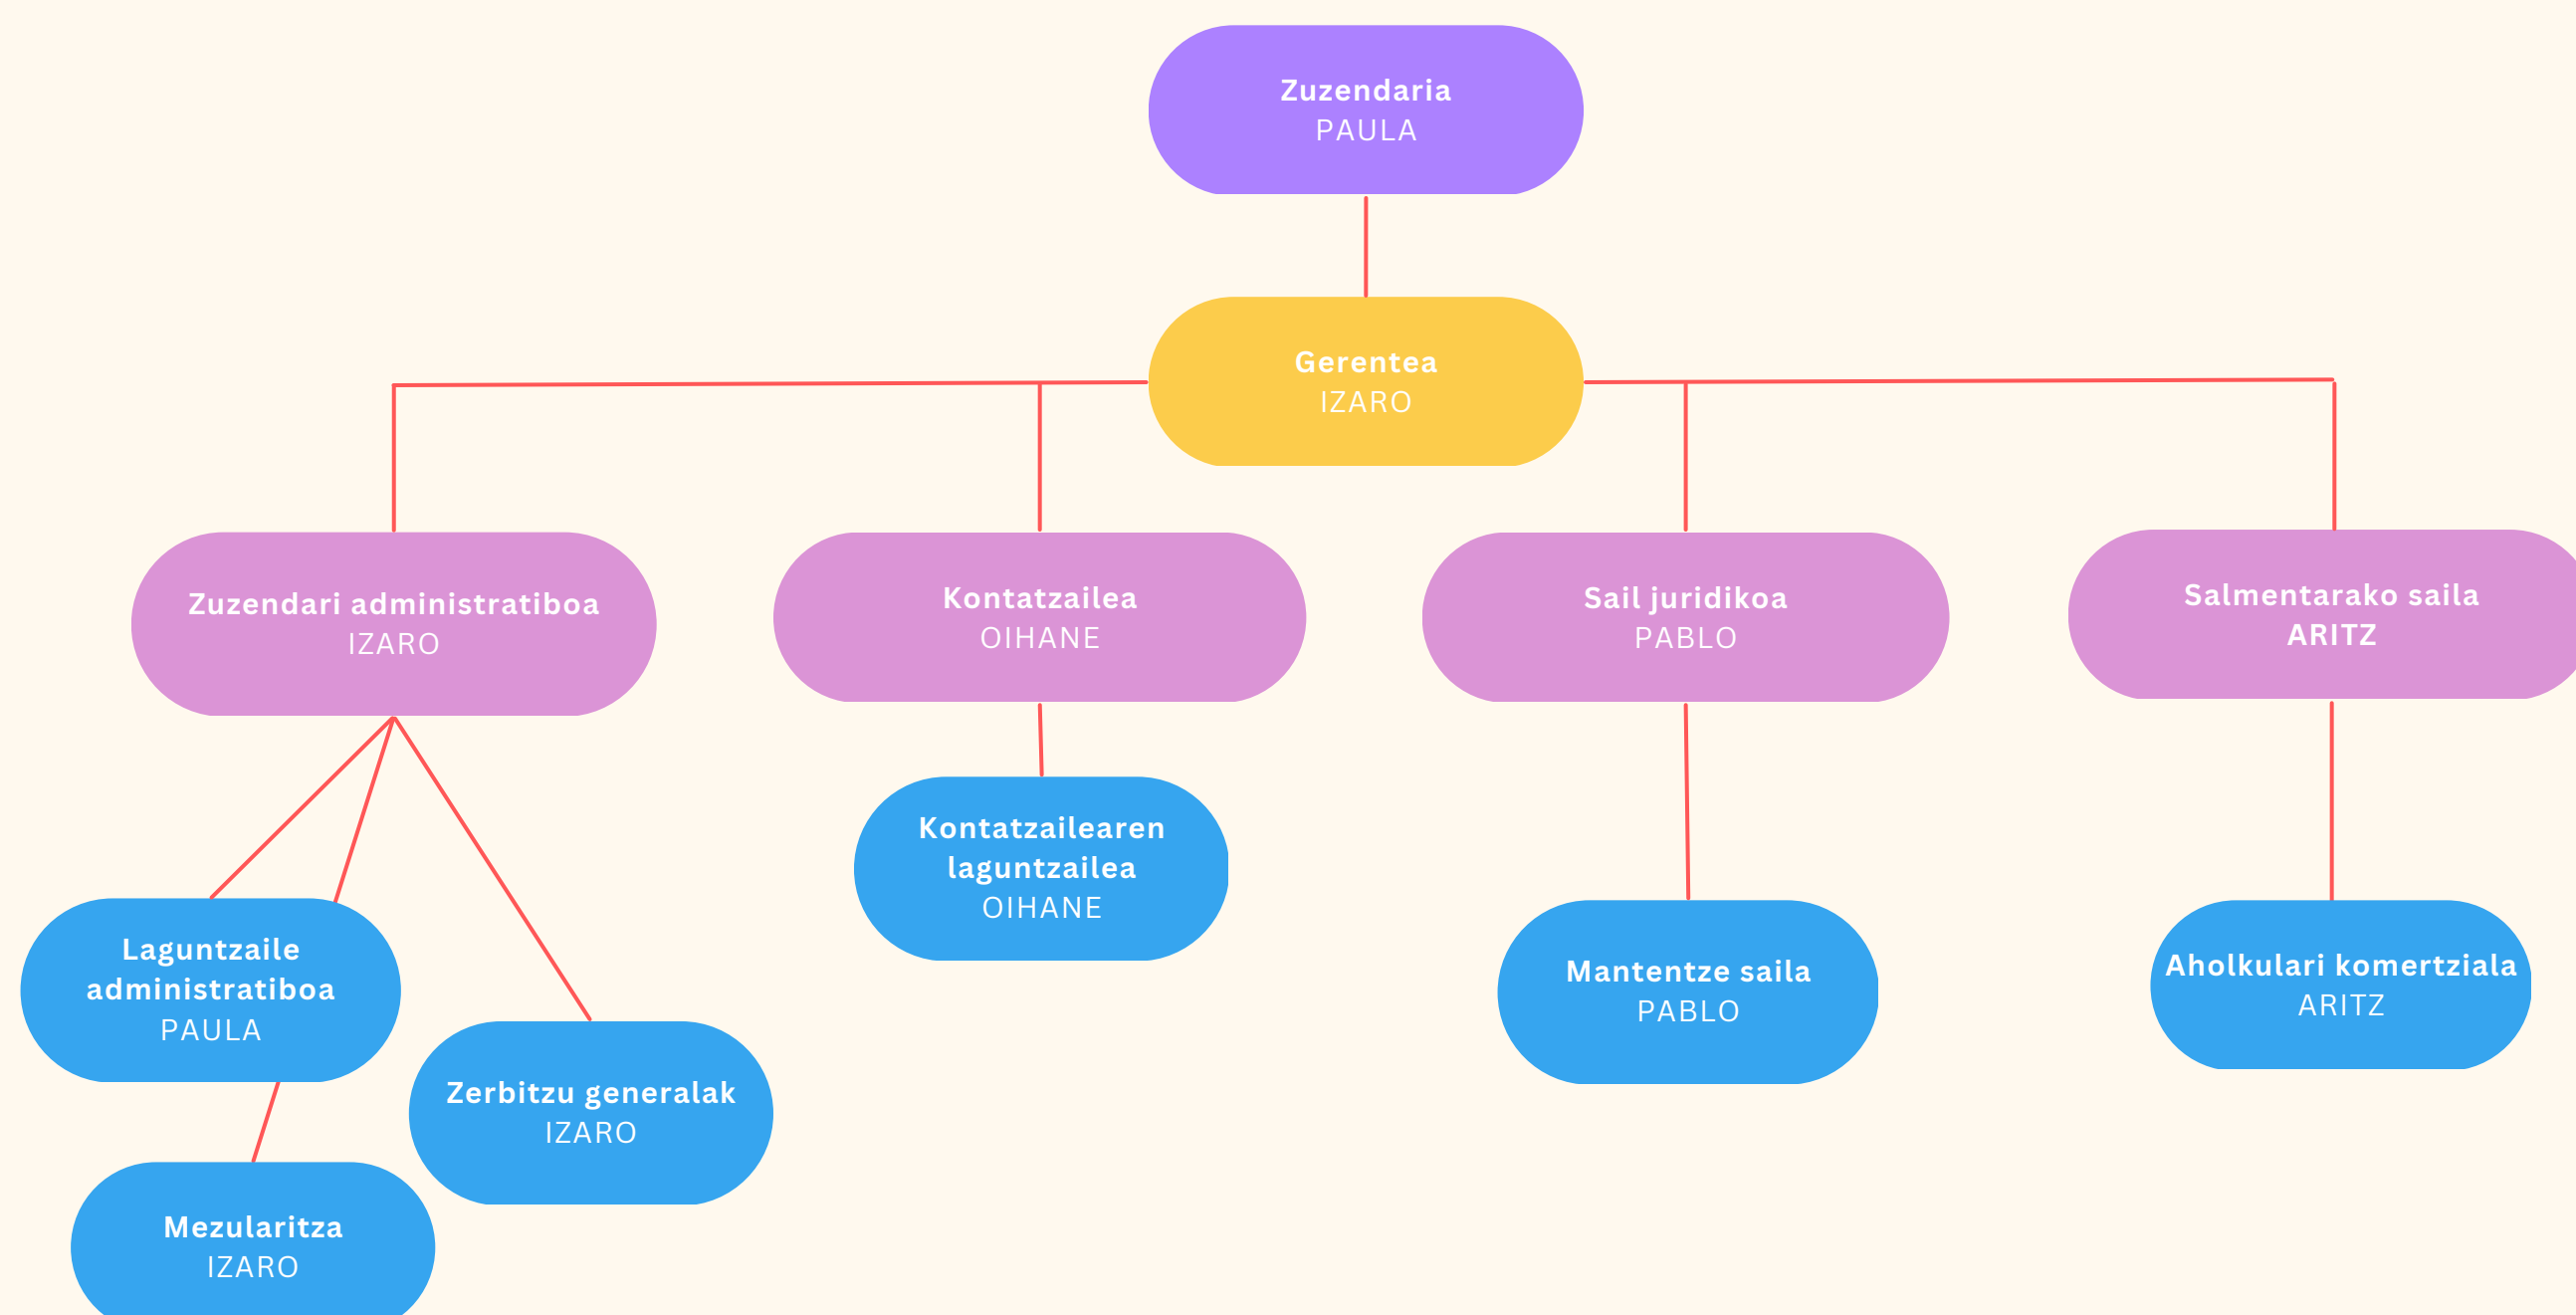 Zuzendaria
PAULA
Gerentea
IZARO
Zuzendari administratiboa
IZARO
Kontatzailea
OIHANE
Sail juridikoa
PABLO
Salmentarako saila
ARITZ
Kontatzailearen
laguntzailea
OIHANE
Laguntzaile
administratiboa
PAULA
Mantentze saila
PABLO
Aholkulari komertziala
ARITZ
Zerbitzu generalak
IZARO
Mezularitza
IZARO